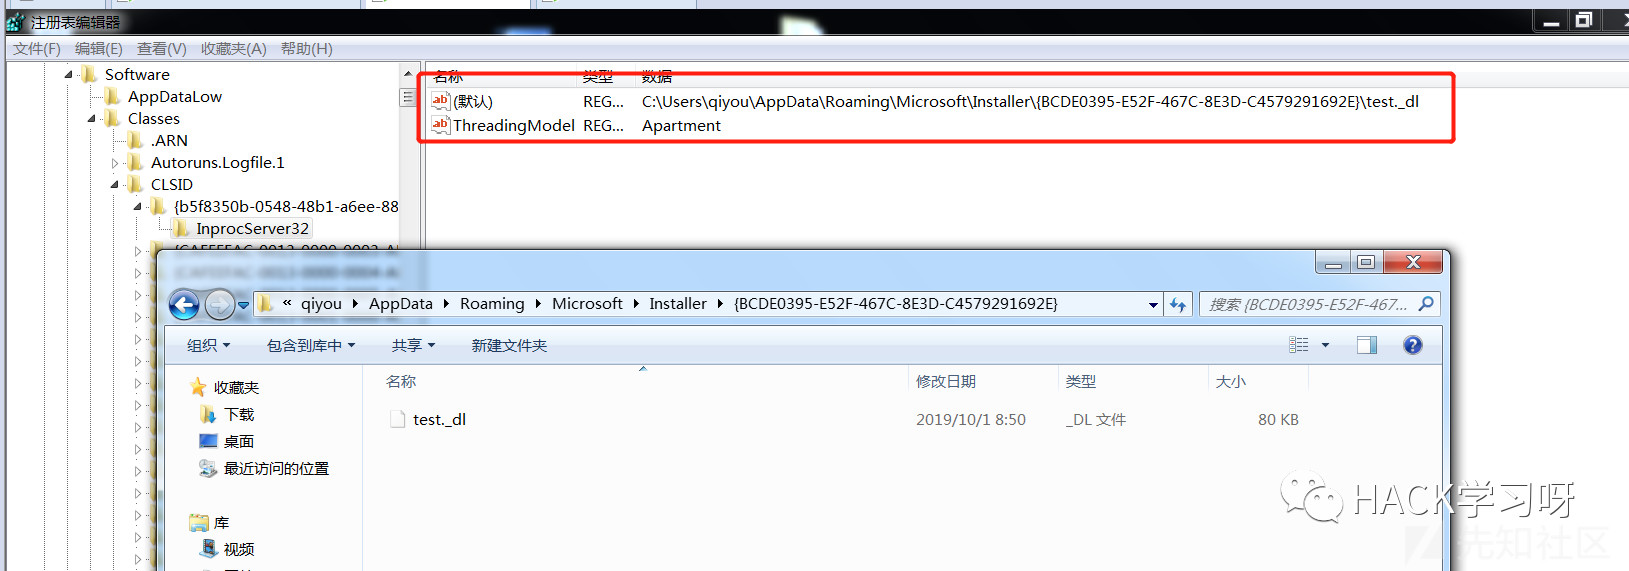 注册表编辑器
文件(F) 编辑(E) 查看(V) 收藏夹(A) 帮助(H)
Software
AppDataLow
Classes
.ARN
Autoruns.Logfile.1
CLSID
{b5f8350b-0548-48b1-a6ee-88
InprocServer32
名称 类型 数据
(默认) REG... C:\Users\qiyou\AppData\Roaming\Microsoft\Installer\{BCDE0395-E52F-467C-8E3D-C4579291692E}\test._dl
ThreadingModel REG... Apartment
« qiyou AppData Roaming Microsoft Installer {BCDE0395-E52F-467C-8E3D-C4579291692E}
搜索 {BCDE0395-E52F-467...
组织 包含到库中 共享 新建文件夹
收藏夹
下载
桌面
最近访问的位置
库
视频
名称 修改日期 类型 大小
test._dl 2019/10/1 8:50 _DL 文件 80 KB
HACK学习呀
先知社区